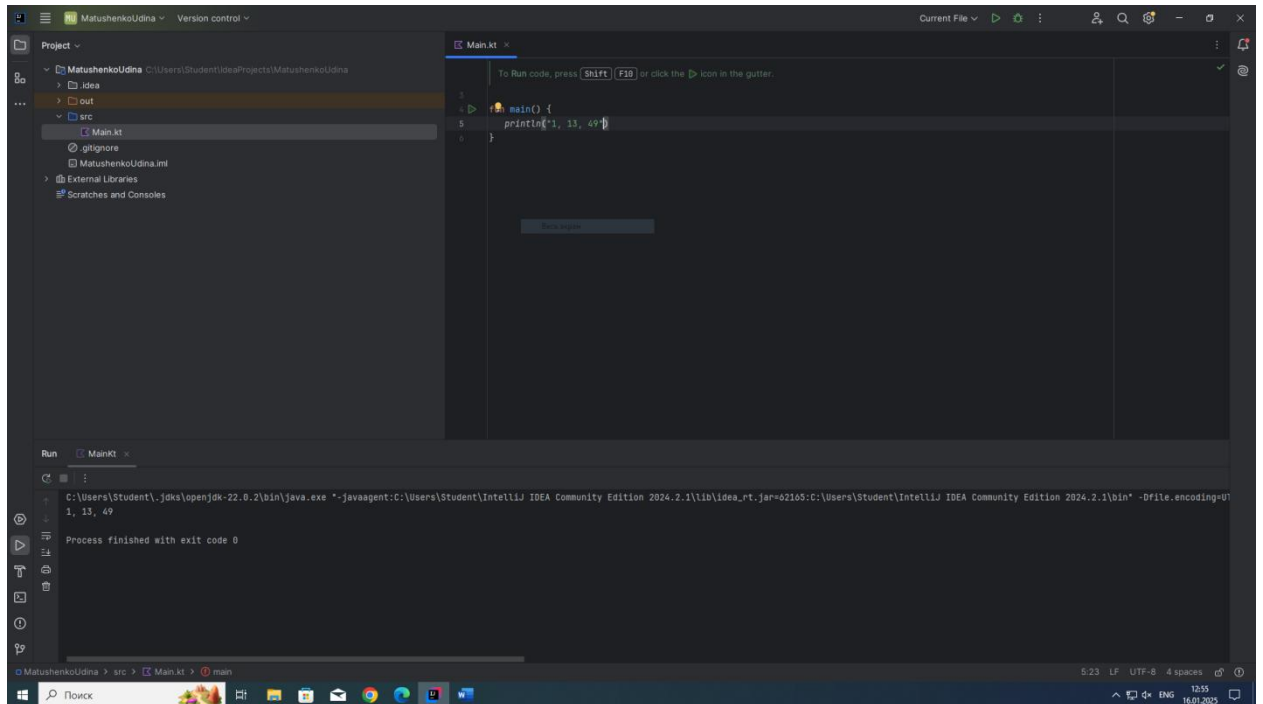 MU MatushenkoUdina Version control
Current File
Project
MatushenkoUdina C:\Users\Student\IdeaProjects\MatushenkoUdina
.idea
out
src
Main.kt
.gitignore
MatushenkoUdina.iml
External Libraries
Scratches and Consoles
Main.kt
To Run code, press Shift F10 or click the icon in the gutter.
3
4 fun main() {
5 println("1, 13, 49")
6 }
Run MainKt
C:\Users\Student\.jdks\openjdk-22.0.2\bin\java.exe "-javaagent:C:\Users\Student\IntelliJ IDEA Community Edition 2024.2.1\lib\idea_rt.jar=62165:C:\Users\Student\IntelliJ IDEA Community Edition 2024.2.1\bin" -Dfile.encoding=UT
1, 13, 49
Process finished with exit code 0
MatushenkoUdina > src > Main.kt > main
5:23 LF UTF-8 4 spaces
Поиск
ENG 12:55
16.01.2025